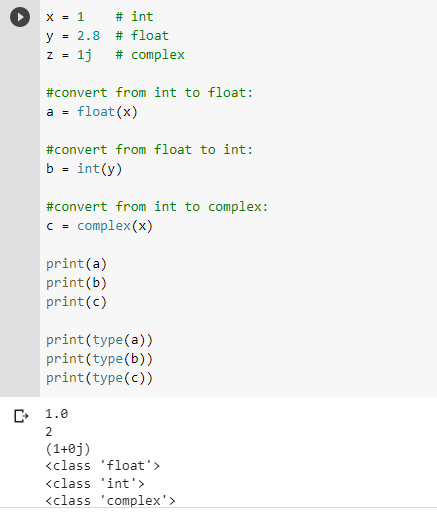 x = 1    # int
y = 2.8  # float
z = 1j   # complex

#convert from int to float:
a = float(x)

#convert from float to int:
b = int(y)

#convert from int to complex:
c = complex(x)

print(a)
print(b)
print(c)

print(type(a))
print(type(b))
print(type(c))

1.0
2
(1+0j)
<class 'float'>
<class 'int'>
<class 'complex'>